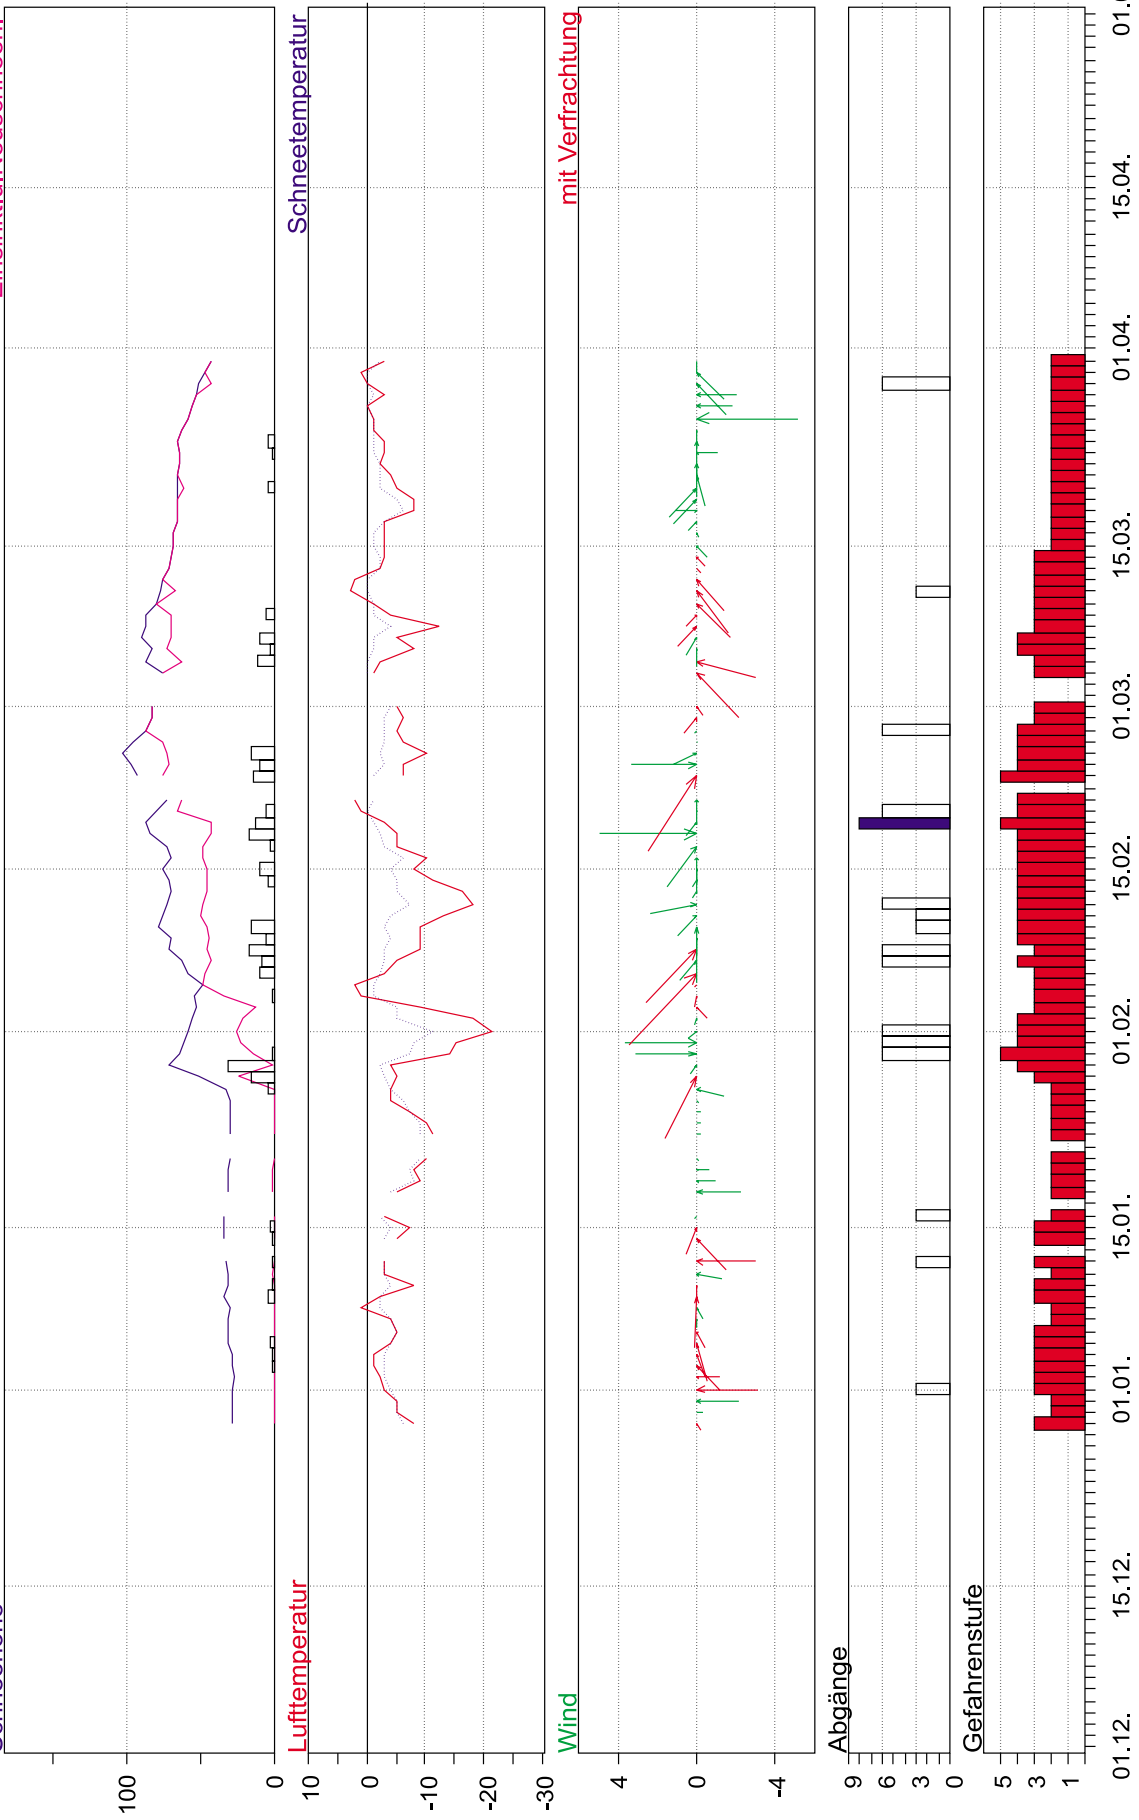 100
0
Lufttemperatur
Schneetemperatur
10
0
-10
-20
-30
Wind
mit Verfrachtung
4
0
-4
Abgänge
9
6
3
0
Gefahrenstufe
5
3
1
01.12. 15.12. 01.01. 15.01. 01.02. 15.02. 01.03. 15.03. 01.04. 15.04.